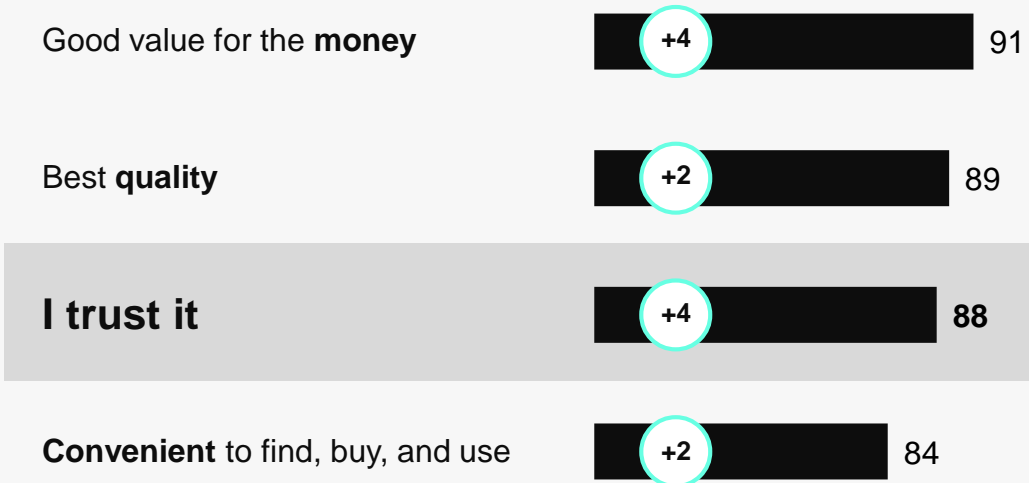 Good value for the money +4 91
Best quality +2 89
I trust it +4 88
Convenient to find, buy, and use +2 84